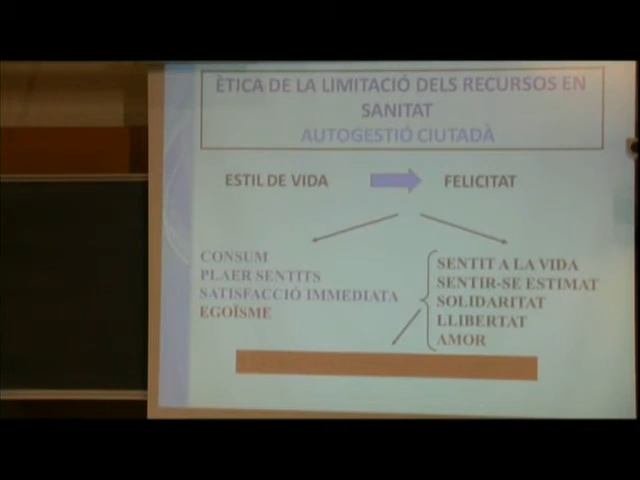 ÈTICA DE LA LIMITACIÓ DELS RECURSOS EN
SANITAT
AUTOGESTIÓ CIUTADÀ
ESTIL DE VIDA
FELICITAT
CONSUM
PLAER SENTITS
SATISFACCIÓ IMMEDIATA
EGOÏSME
SENTIT A LA VIDA
SENTIR-SE ESTIMAT
SOLIDARITAT
LLIBERTAT
AMOR